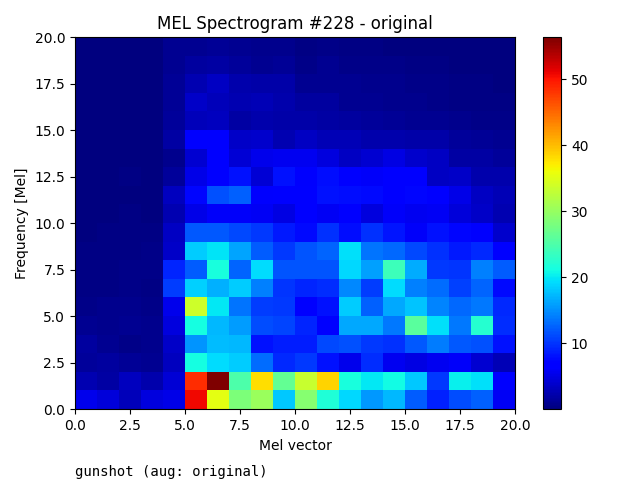 MEL Spectrogram #228 - original
20.0
17.5
15.0
12.5
10.0
7.5
5.0
2.5
0.0
Frequency [Mel]
0.0 2.5 5.0 7.5 10.0 12.5 15.0 17.5 20.0
Mel vector
50
40
30
20
10
gunshot (aug: original)